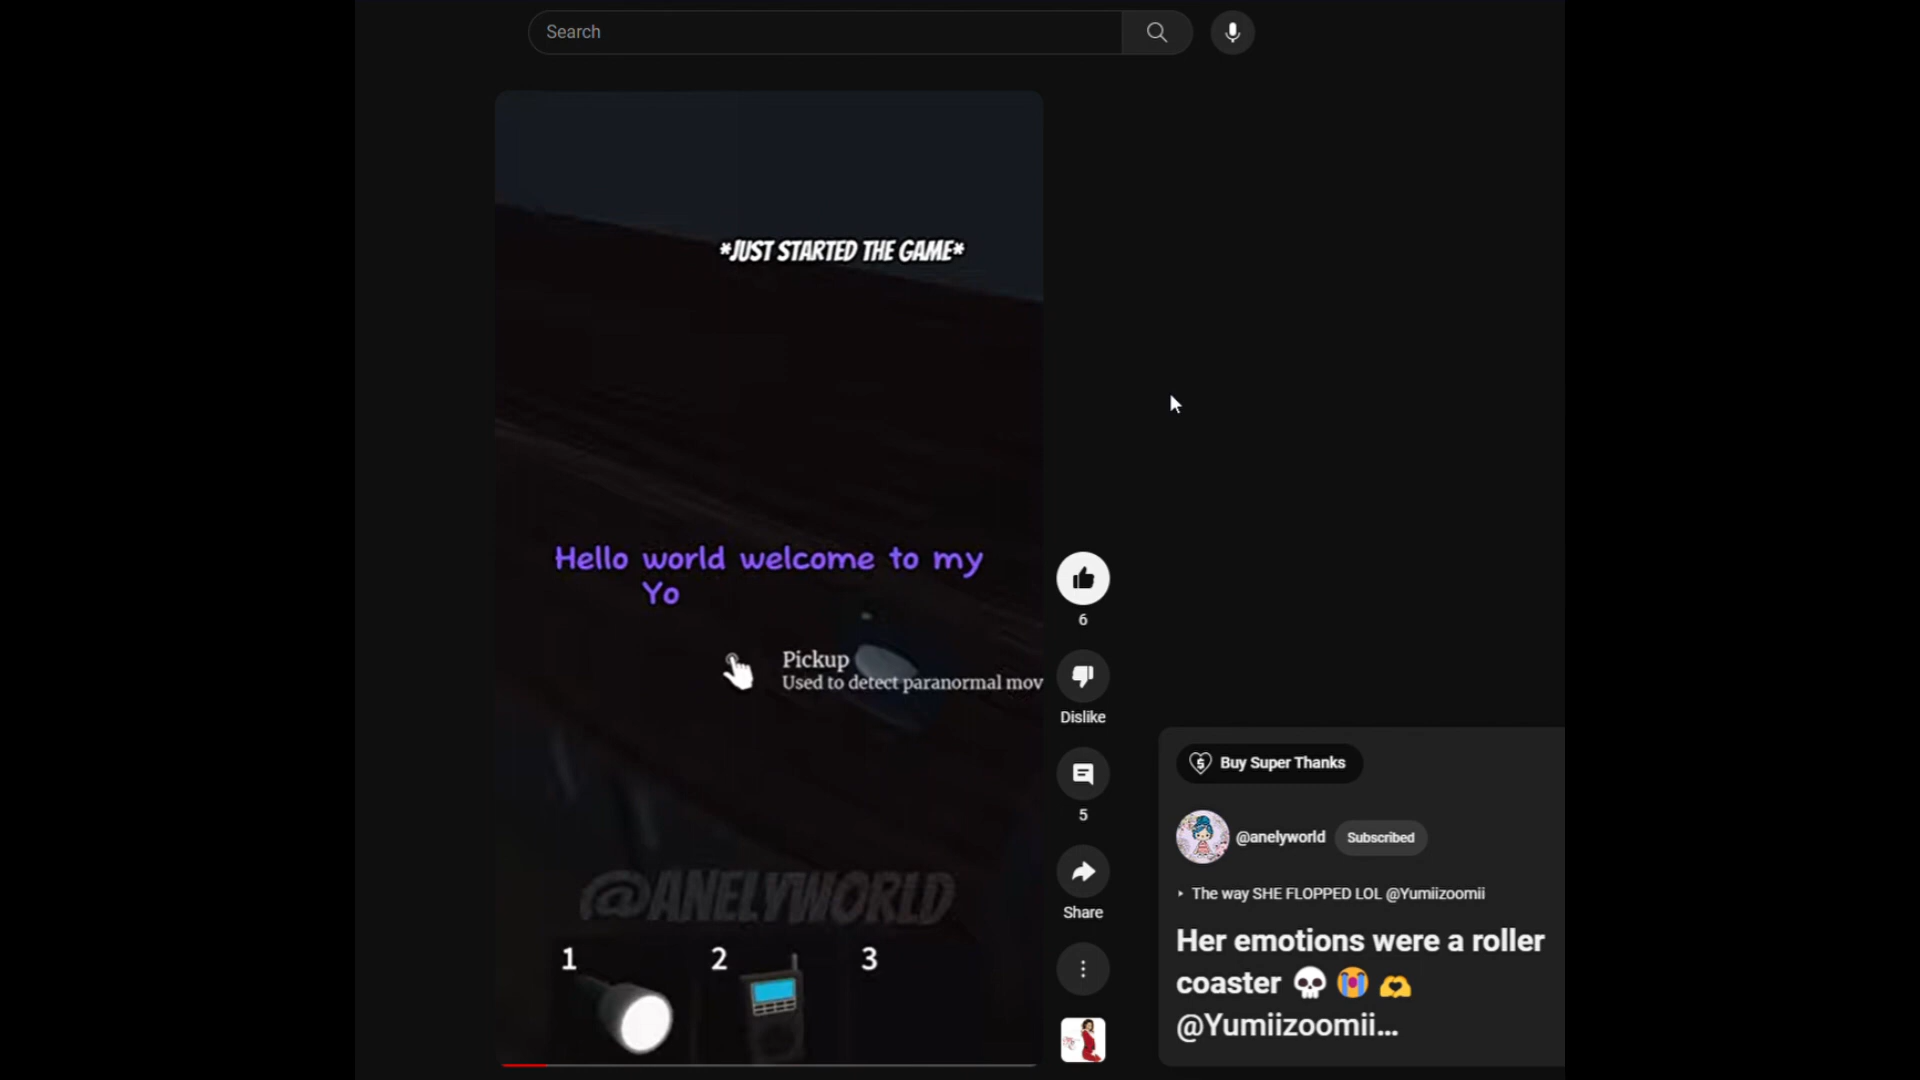 Search
*JUST STARTED THE GAME*
Hello world welcome to my
Yo
Pickup
Used to detect paranormal mov
6
Dislike
5
Share
@ANELYWORLD
1 2 3
Buy Super Thanks
@anelyworld Subscribed
The way SHE FLOPPED LOL @Yumiizoomii
Her emotions were a roller
coaster 💀 😭 🫶
@Yumiizoomii...